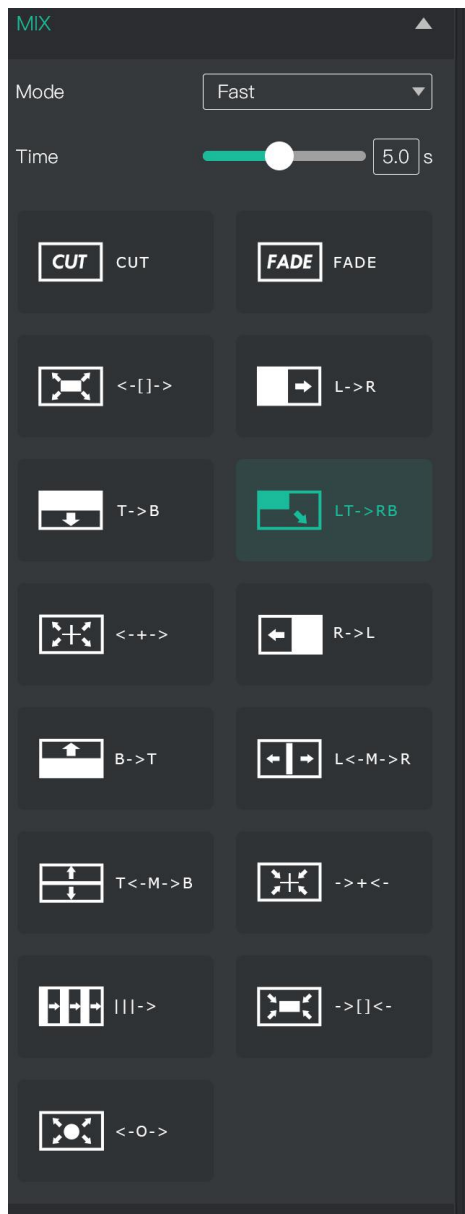 MIX
Mode Fast
Time 5.0 s
CUT CUT FADE FADE
<-[]-> L->R
T->B LT->RB
<-+-> R->L
B->T L<-M->R
T<-M->B ->+<-
|||-> ->[]<-
<-O->